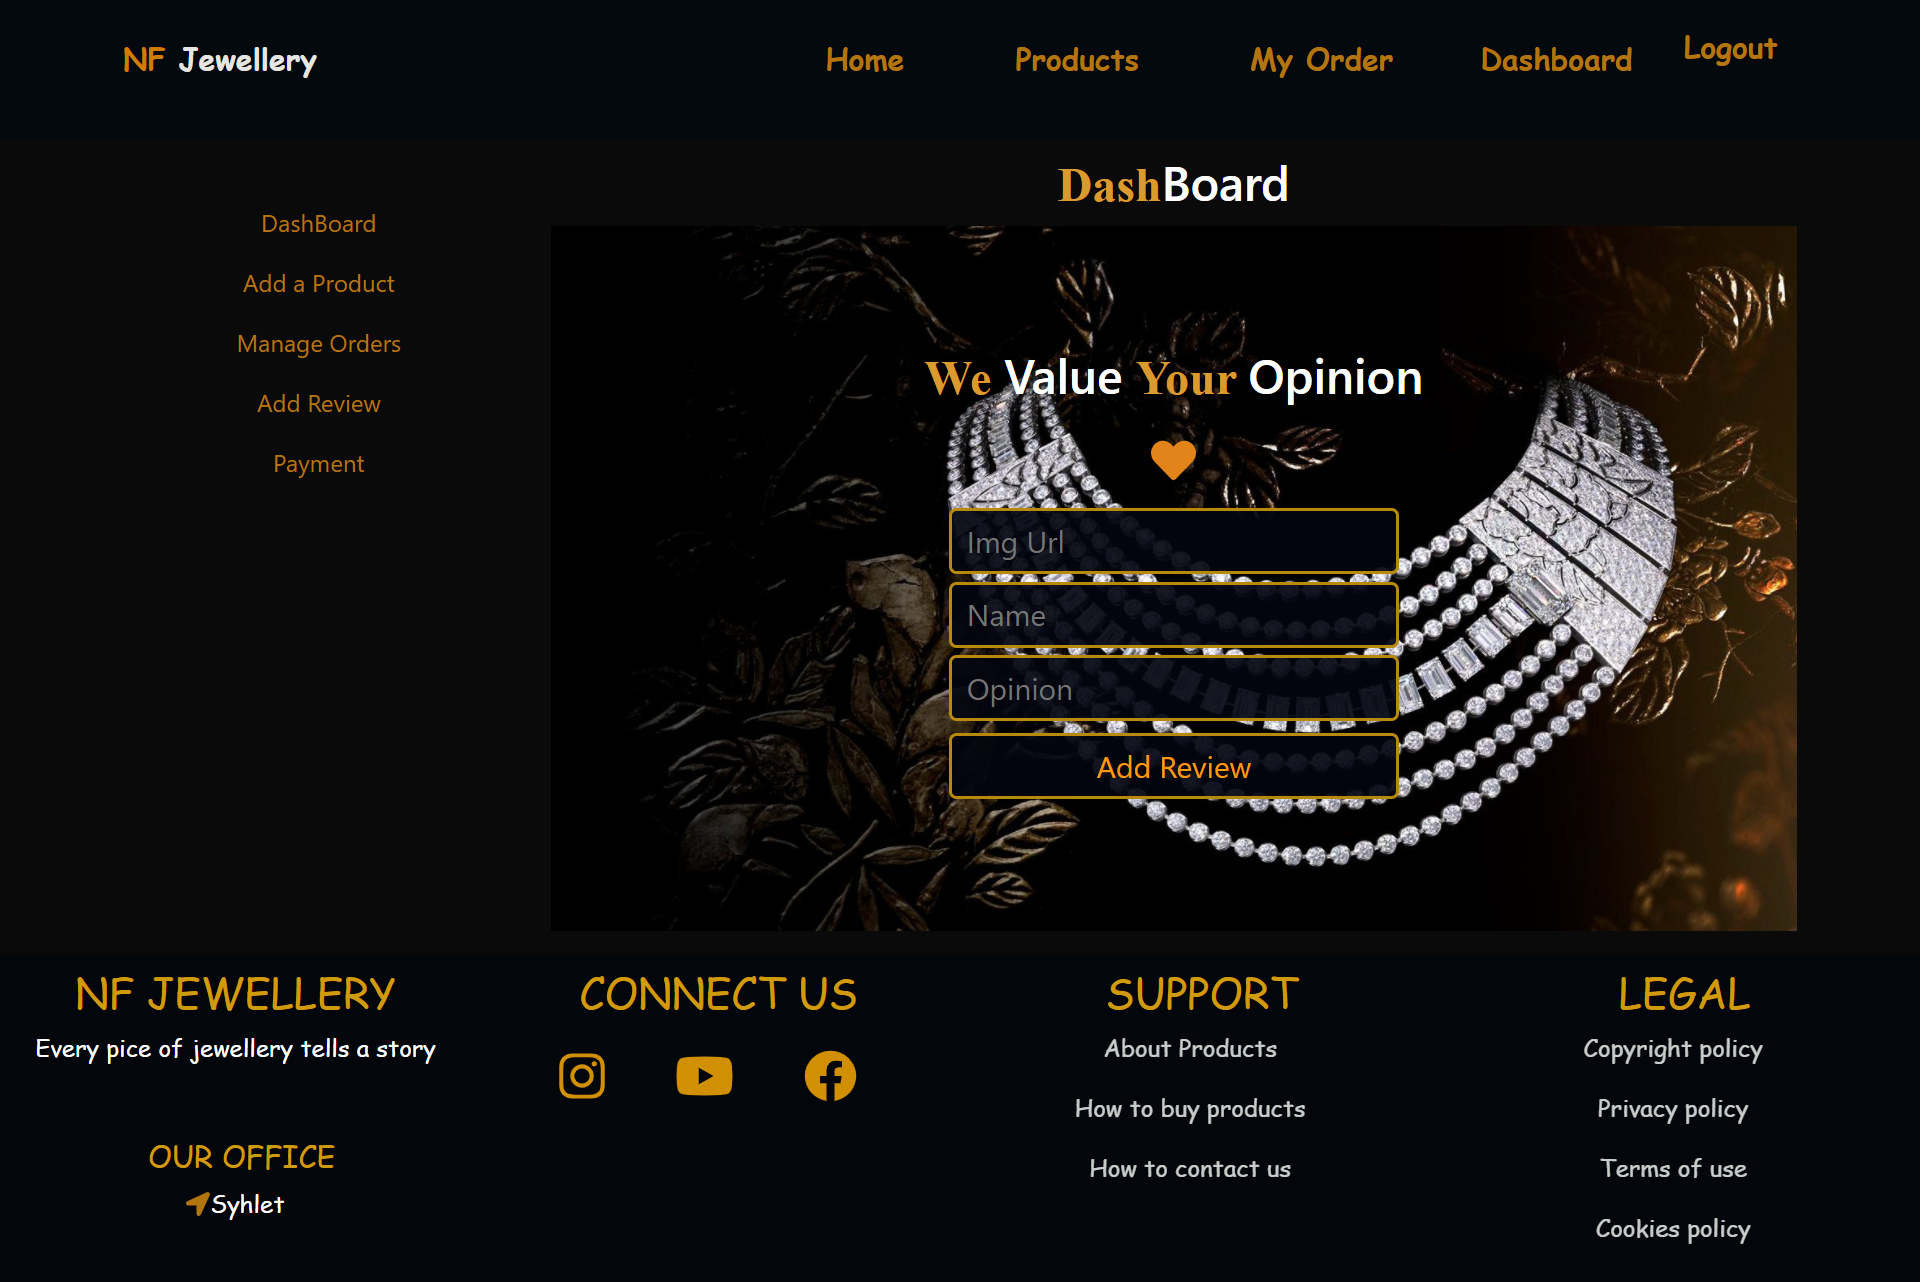 NF Jewellery
Home
Products
My Order
Dashboard
Logout
DashBoard
DashBoard
Add a Product
Manage Orders
Add Review
Payment
We Value Your Opinion
Img Url
Name
Opinion
Add Review
NF JEWELLERY
Every pice of jewellery tells a story
OUR OFFICE
Syhlet
CONNECT US
SUPPORT
About Products
How to buy products
How to contact us
LEGAL
Copyright policy
Privacy policy
Terms of use
Cookies policy